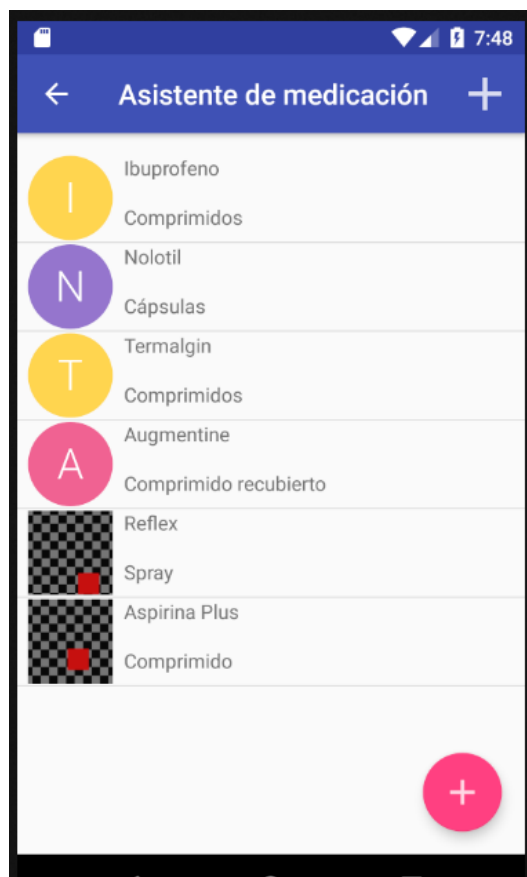 7:48
Asistente de medicación
I
Ibuprofeno
Comprimidos
N
Nolotil
Cápsulas
T
Termalgin
Comprimidos
A
Augmentine
Comprimido recubierto
Reflex
Spray
Aspirina Plus
Comprimido